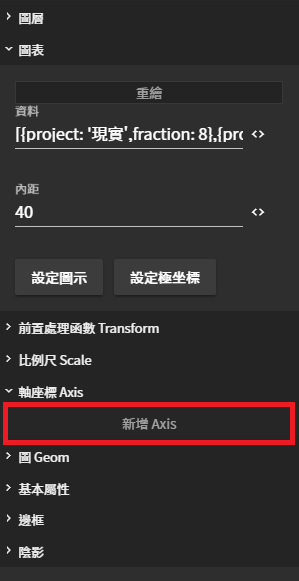 圖層
圖表
重繪
資料
[{project: '現實',fraction: 8},{pro
內距
40
設定圖示
設定極坐標
前置處理函數 Transform
比例尺 Scale
軸座標 Axis
新增 Axis
圖 Geom
基本屬性
邊框
陰影